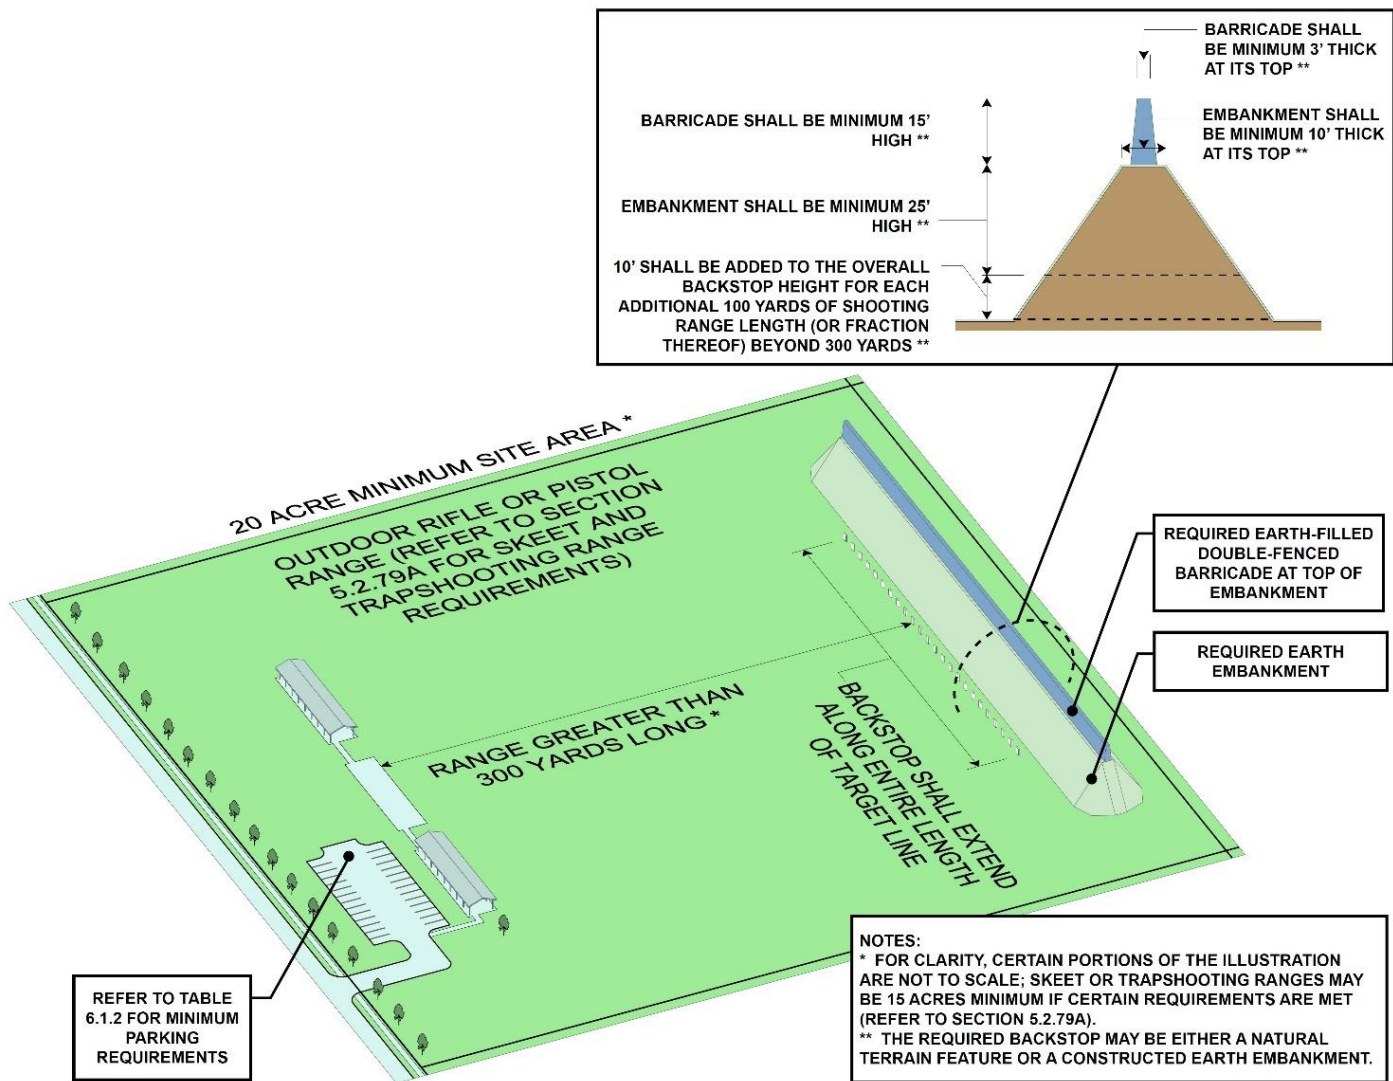 BARRICADE SHALL
BE MINIMUM 3' THICK
AT ITS TOP **
BARRICADE SHALL BE MINIMUM 15'
HIGH **
EMBANKMENT SHALL
BE MINIMUM 10' THICK
AT ITS TOP **
EMBANKMENT SHALL BE MINIMUM 25'
HIGH **
10' SHALL BE ADDED TO THE OVERALL
BACKSTOP HEIGHT FOR EACH
ADDITIONAL 100 YARDS OF SHOOTING
RANGE LENGTH (OR FRACTION
THEREOF) BEYOND 300 YARDS **
20 ACRE MINIMUM SITE AREA *
OUTDOOR RIFLE OR PISTOL
RANGE (REFER TO SECTION
5.2.79A FOR SKEET AND
TRAPSHOOTING RANGE
REQUIREMENTS)
RANGE GREATER THAN
300 YARDS LONG *
BACKSTOP SHALL EXTEND
ALONG ENTIRE LENGTH
OF TARGET LINE
REQUIRED EARTH-FILLED
DOUBLE-FENCED
BARRICADE AT TOP OF
EMBANKMENT
REQUIRED EARTH
EMBANKMENT
REFER TO TABLE
6.1.2 FOR MINIMUM
PARKING
REQUIREMENTS
NOTES:
* FOR CLARITY, CERTAIN PORTIONS OF THE ILLUSTRATION
ARE NOT TO SCALE; SKEET OR TRAPSHOOTING RANGES MAY
BE 15 ACRES MINIMUM IF CERTAIN REQUIREMENTS ARE MET
(REFER TO SECTION 5.2.79A).
** THE REQUIRED BACKSTOP MAY BE EITHER A NATURAL
TERRAIN FEATURE OR A CONSTRUCTED EARTH EMBANKMENT.